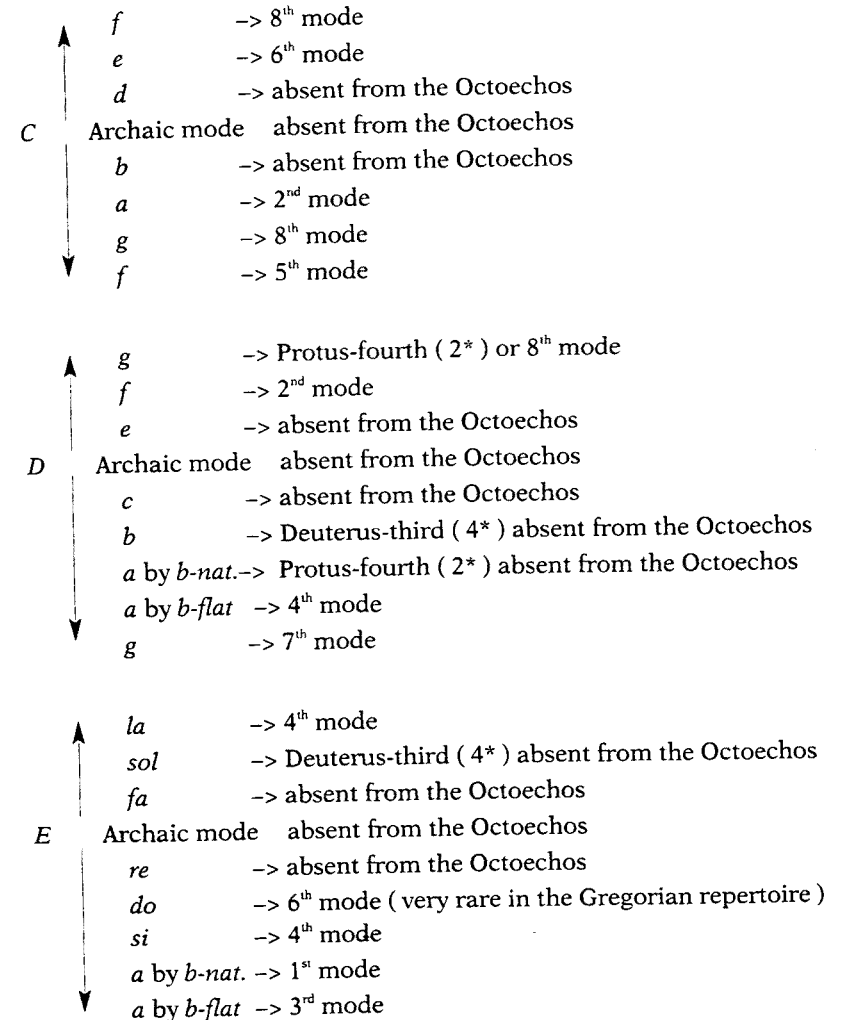 f –> 8th mode
e –> 6th mode
d –> absent from the Octoechos
C Archaic mode absent from the Octoechos
b –> absent from the Octoechos
a –> 2nd mode
g –> 8th mode
f –> 5th mode
g –> Protus-fourth ( 2* ) or 8th mode
f –> 2nd mode
e –> absent from the Octoechos
D Archaic mode absent from the Octoechos
c –> absent from the Octoechos
b –> Deuterus-third ( 4* ) absent from the Octoechos
a by b-nat.–> Protus-fourth ( 2* ) absent from the Octoechos
a by b-flat –> 4th mode
g –> 7th mode
la –> 4th mode
sol –> Deuterus-third ( 4* ) absent from the Octoechos
fa –> absent from the Octoechos
E Archaic mode absent from the Octoechos
re –> absent from the Octoechos
do –> 6th mode ( very rare in the Gregorian repertoire )
si –> 4th mode
a by b-nat. –> 1st mode
a by b-flat –> 3rd mode